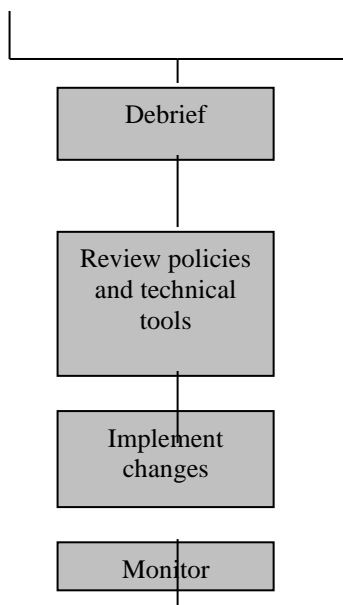 Debrief
Review policies
and technical
tools
Implement
changes
Monitor